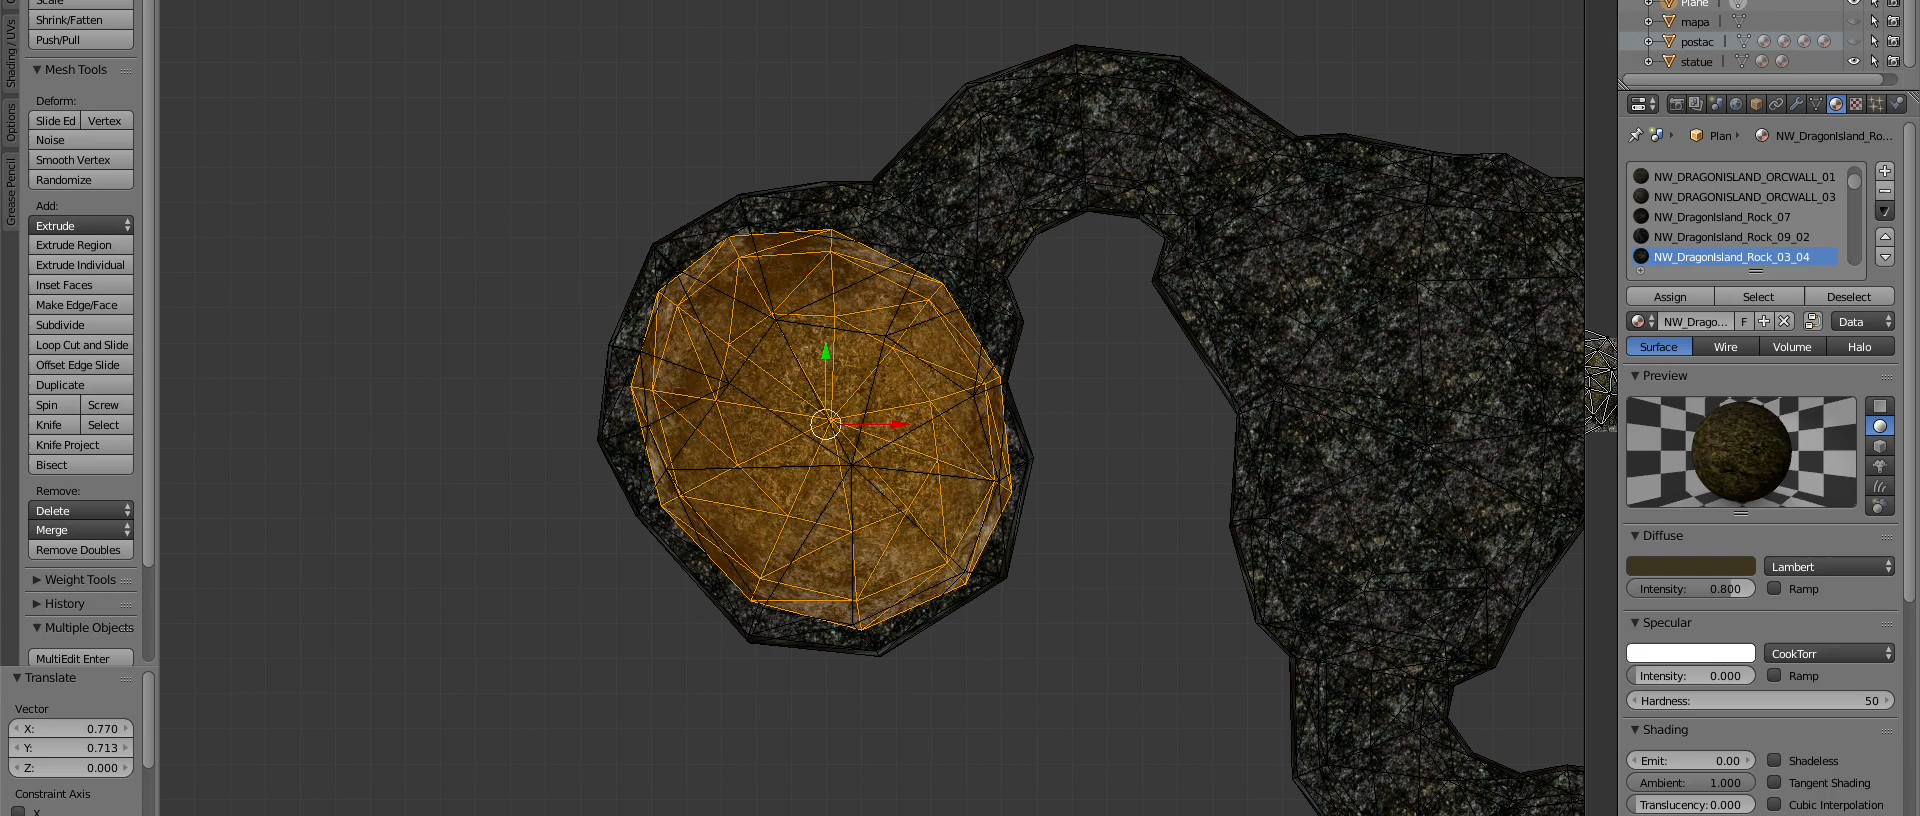 Scale
Shrink/Fatten
Push/Pull
Shading / UVs
Options
Grease Pencil
Mesh Tools
Deform:
Slide Ed Vertex
Noise
Smooth Vertex
Randomize
Add:
Extrude
Extrude Region
Extrude Individual
Inset Faces
Make Edge/Face
Subdivide
Loop Cut and Slide
Offset Edge Slide
Duplicate
Spin Screw
Knife Select
Knife Project
Bisect
Remove:
Delete
Merge
Remove Doubles
Weight Tools
History
Multiple Objects
MultiEdit Enter
Translate
Vector
X: 0.770
Y: 0.713
Z: 0.000
Constraint Axis
X
Plane
mapa
postac
statue
Plan
NW_DragonIsland_Ro...
NW_DRAGONISLAND_ORCWALL_01
NW_DRAGONISLAND_ORCWALL_03
NW_DragonIsland_Rock_07
NW_DragonIsland_Rock_09_02
NW_DragonIsland_Rock_03_04
Assign Select Deselect
NW_Drago... F Data
Surface Wire Volume Halo
Preview
Diffuse
Lambert
Intensity: 0.800 Ramp
Specular
CookTorr
Intensity: 0.000 Ramp
Hardness: 50
Shading
Emit: 0.00 Shadeless
Ambient: 1.000 Tangent Shading
Translucency: 0.000 Cubic Interpolation